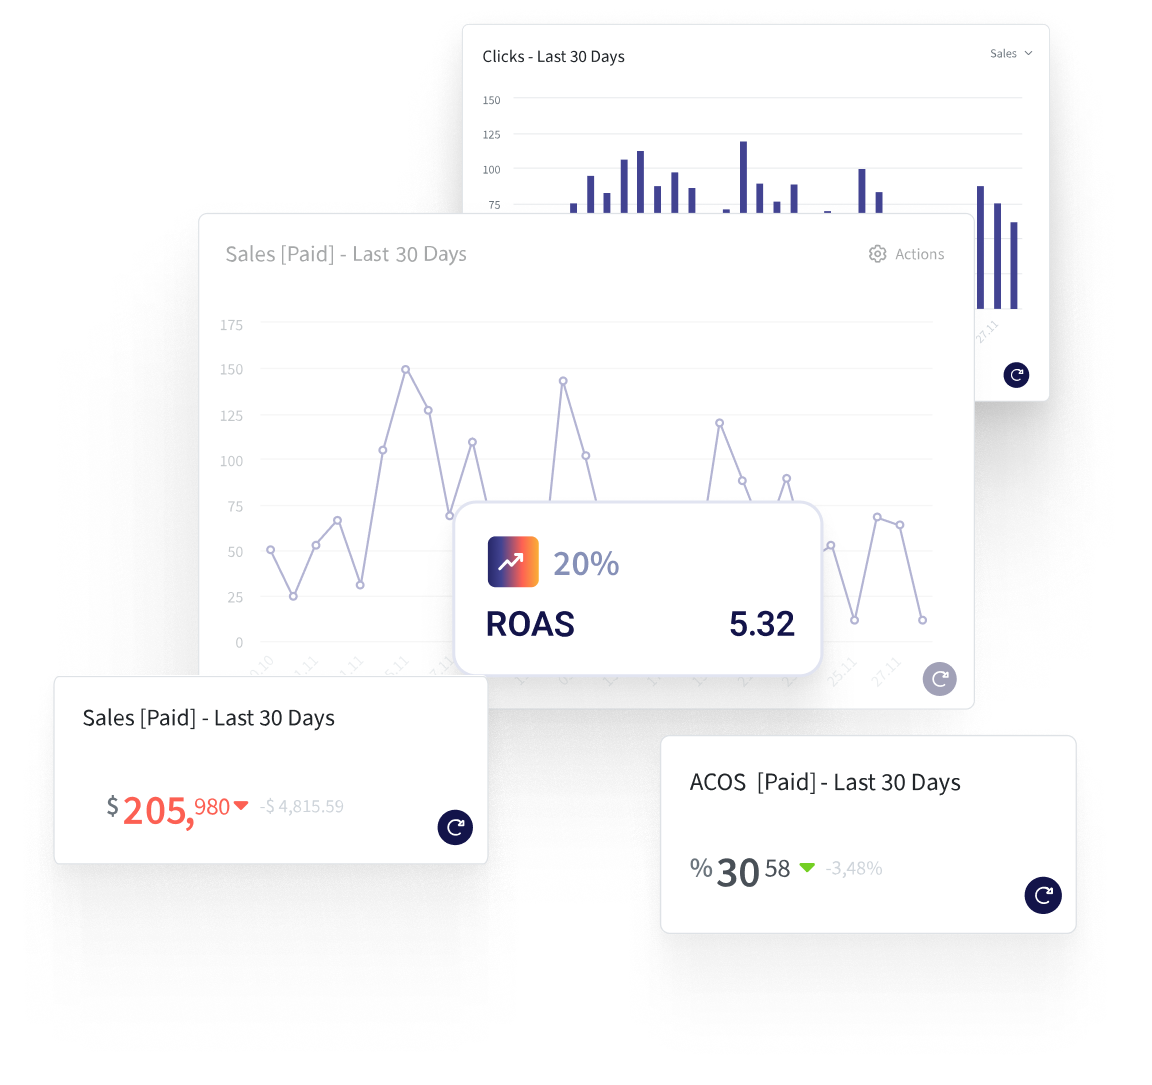 Clicks - Last 30 Days
Sales
150
125
100
75
27.11
Sales [Paid] - Last 30 Days
Actions
175
150
125
100
75
50
25
0
25.11
27.11
20%
ROAS 5.32
Sales [Paid] - Last 30 Days
$ 205,980 -$ 4,815.59
ACOS [Paid] - Last 30 Days
% 30 58 -3,48%